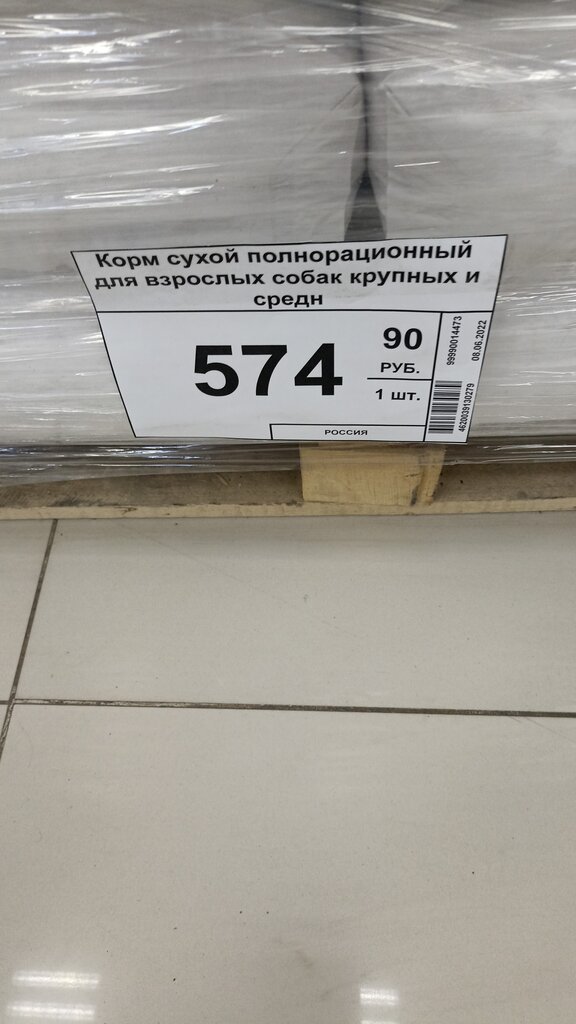 Корм сухой полнорационный
для взрослых собак крупных и
средн
574
90
РУБ.
1 шт.
РОССИЯ
4620039130279
99990014473
08.06.2022